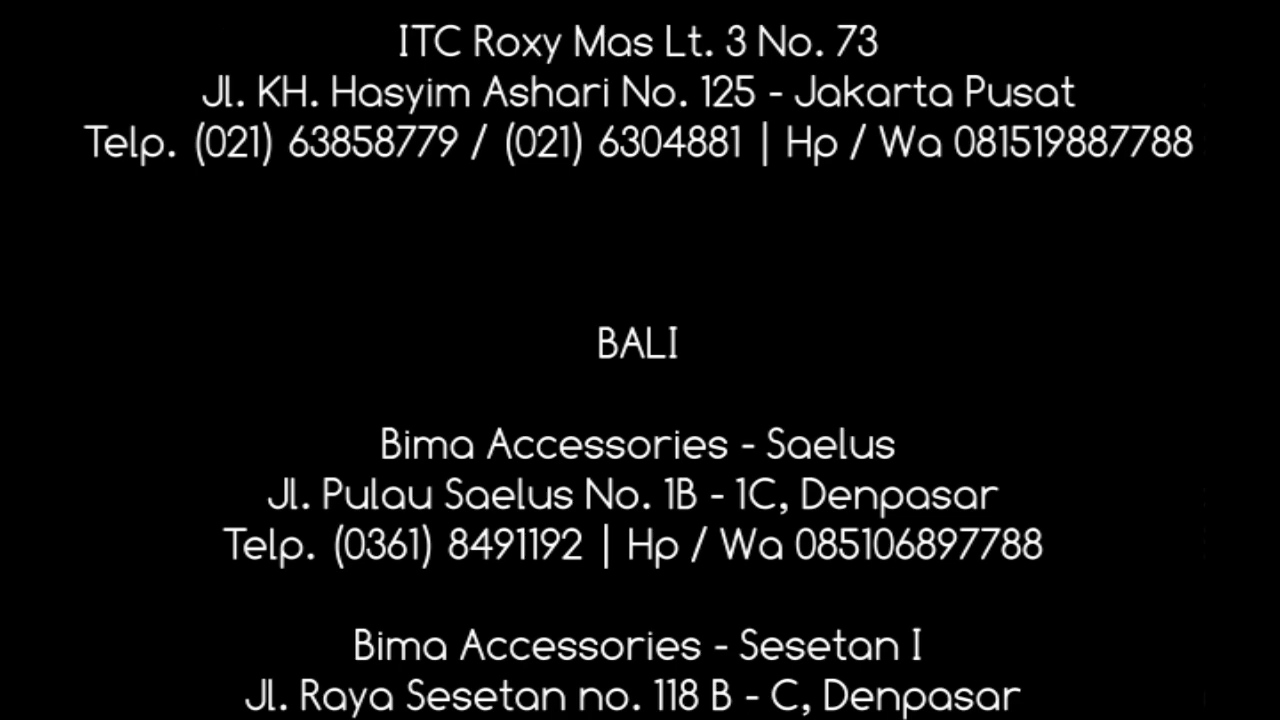 ITC Roxy Mas Lt. 3 No. 73
Jl. KH. Hasyim Ashari No. 125 - Jakarta Pusat
Telp. (021) 63858779 / (021) 6304881 | Hp / Wa 081519887788
BALI
Bima Accessories - Saelus
Jl. Pulau Saelus No. 1B - 1C, Denpasar
Telp. (0361) 8491192 | Hp / Wa 085106897788
Bima Accessories - Sesetan I
Jl. Raya Sesetan no. 118 B - C, Denpasar